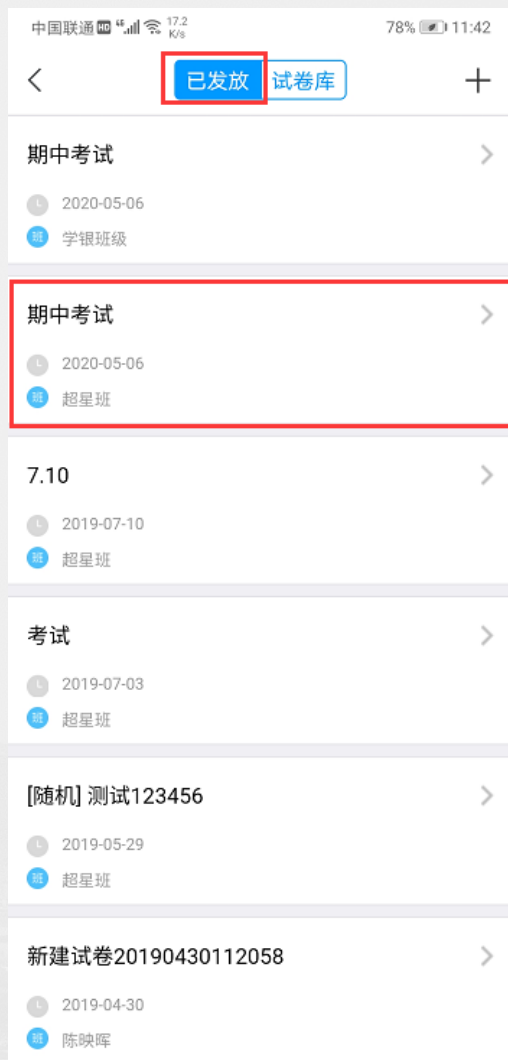 中国联通 HD 46 17.2 K/s 78% 11:42
已发放 试卷库
期中考试
2020-05-06
班 学银班级
期中考试
2020-05-06
班 超星班
7.10
2019-07-10
班 超星班
考试
2019-07-03
班 超星班
[随机] 测试123456
2019-05-29
班 超星班
新建试卷20190430112058
2019-04-30
班 陈映晖